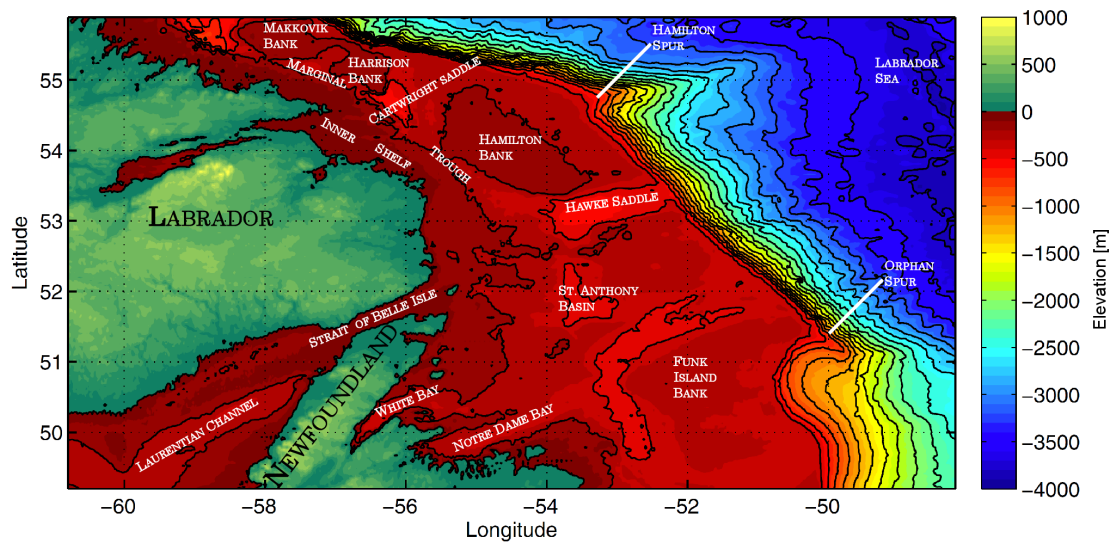 MAKKOVIK
BANK
HAMILTON
SPUR
HARRISON
BANK
LABRADOR
SEA
MARGINAL
CARTWRIGHT SADDLE
INNER
SHELF
TROUGH
HAMILTON
BANK
LABRADOR
HAWKE SADDLE
ORPHAN
SPUR
ST. ANTHONY
BASIN
STRAIT OF BELLE ISLE
FUNK
ISLAND
BANK
NEWFOUNDLAND
WHITE BAY
NOTRE DAME BAY
LAURENTIAN CHANNEL
55
54
53
52
51
50
Latitude
−60
−58
−56
−54
−52
−50
Longitude
1000
500
0
−500
−1000
−1500
−2000
−2500
−3000
−3500
−4000
Elevation [m]